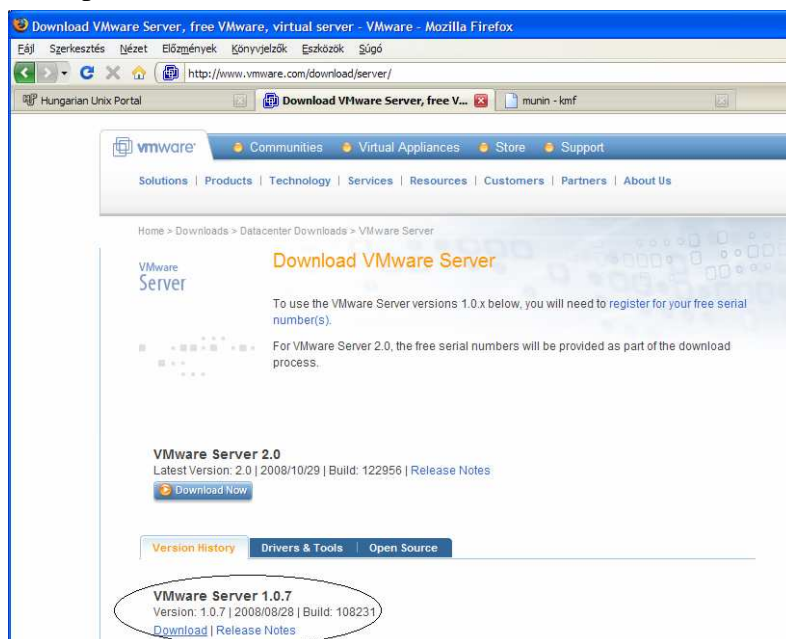 Download VMware Server, free VMware, virtual server - VMware - Mozilla Firefox
Fájl Szerkesztés Nézet Előzmények Könyvjelzők Eszközök Súgó
http://www.vmware.com/download/server/
Hungarian Unix Portal Download VMware Server, free V... munin - kmf
vmware Communities Virtual Appliances Store Support
Solutions | Products | Technology | Services | Resources | Customers | Partners | About Us
Home > Downloads > Datacenter Downloads > VMware Server
VMware
Server
Download VMware Server
To use the VMware Server versions 1.0.x below, you will need to register for your free serial
number(s).
For VMware Server 2.0, the free serial numbers will be provided as part of the download
process.
VMware Server 2.0
Latest Version: 2.0 | 2008/10/29 | Build: 122956 | Release Notes
Download Now
Version History Drivers & Tools | Open Source
VMware Server 1.0.7
Version: 1.0.7 | 2008/08/28 | Build: 108231
Download | Release Notes